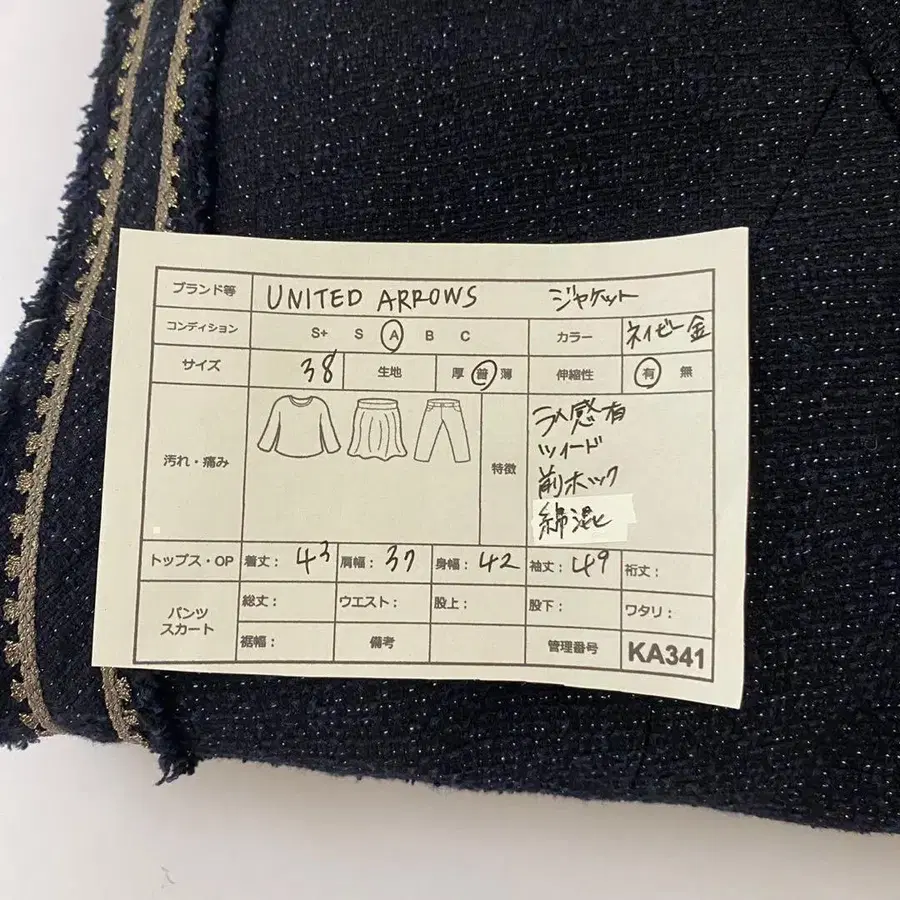 ブランド等 UNITED ARROWS ジャケット
コンディション S+ S A B C カラー ネイビー金
サイズ 38 生地 厚 普 薄 伸縮性 有 無
汚れ・痛み 特徴
ラメ感有
ツイード
前ホック
綿混
トップス・OP 着丈: 43 肩幅: 37 身幅: 42 袖丈: 49 裄丈:
パンツ スカート 総丈: ウエスト: 股上: 股下: ワタリ:
裾幅: 備考 管理番号 KA341